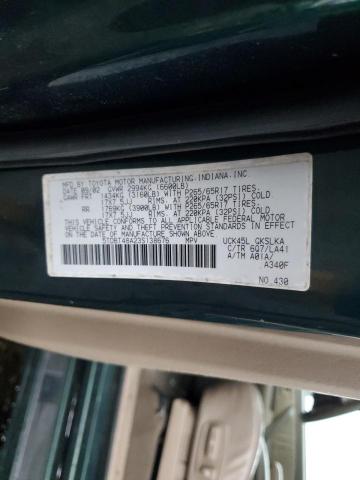 MFD.BY TOYOTA MOTOR MANUFACTURING.INDIANA.INC.
DATE 09/02 GVWR 2994KG (6600LB)
GAWR FRT 1434KG (3160LB) WITH P265/65R17 TIRES.
17X7.5JJ RIMS. AT 220KPA (32PSI) COLD.
RR 1769KG (3900LB) WITH P265/65R17 TIRES.
17X7.5JJ RIMS. AT 220KPA (32PSI) COLD.
THIS VEHICLE CONFORMS TO ALL APPLICABLE FEDERAL MOTOR
VEHICLE SAFETY AND THEFT PREVENTION STANDARDS IN EFFECT
ON THE DATE OF MANUFACTURE SHOWN ABOVE.
5TDBT48A23S138676 MPV UCK45L GKSLKA
C/TR 6Q7/LA41
A/TM A01A/
A340F
NO.430